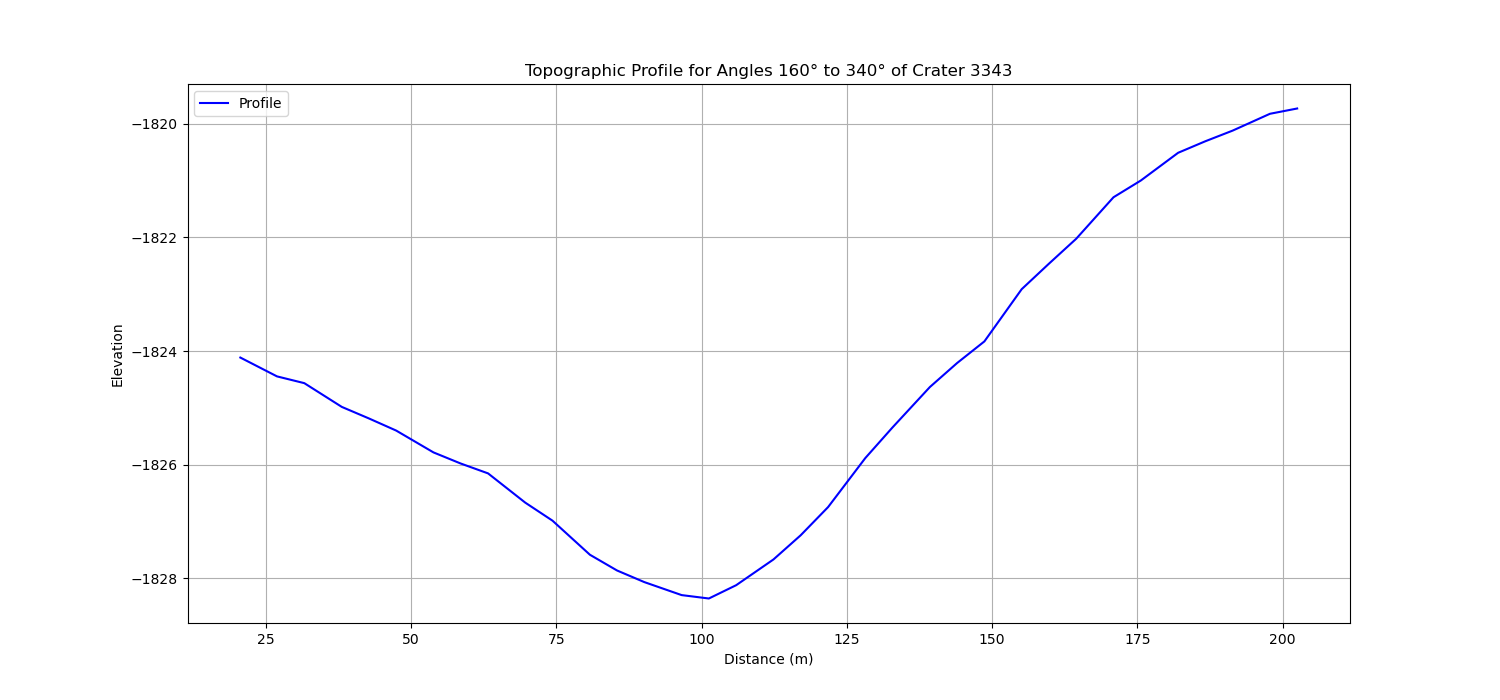 Topographic Profile for Angles 160° to 340° of Crater 3343
Profile
−1820
−1822
−1824
−1826
−1828
Elevation
25 50 75 100 125 150 175 200
Distance (m)